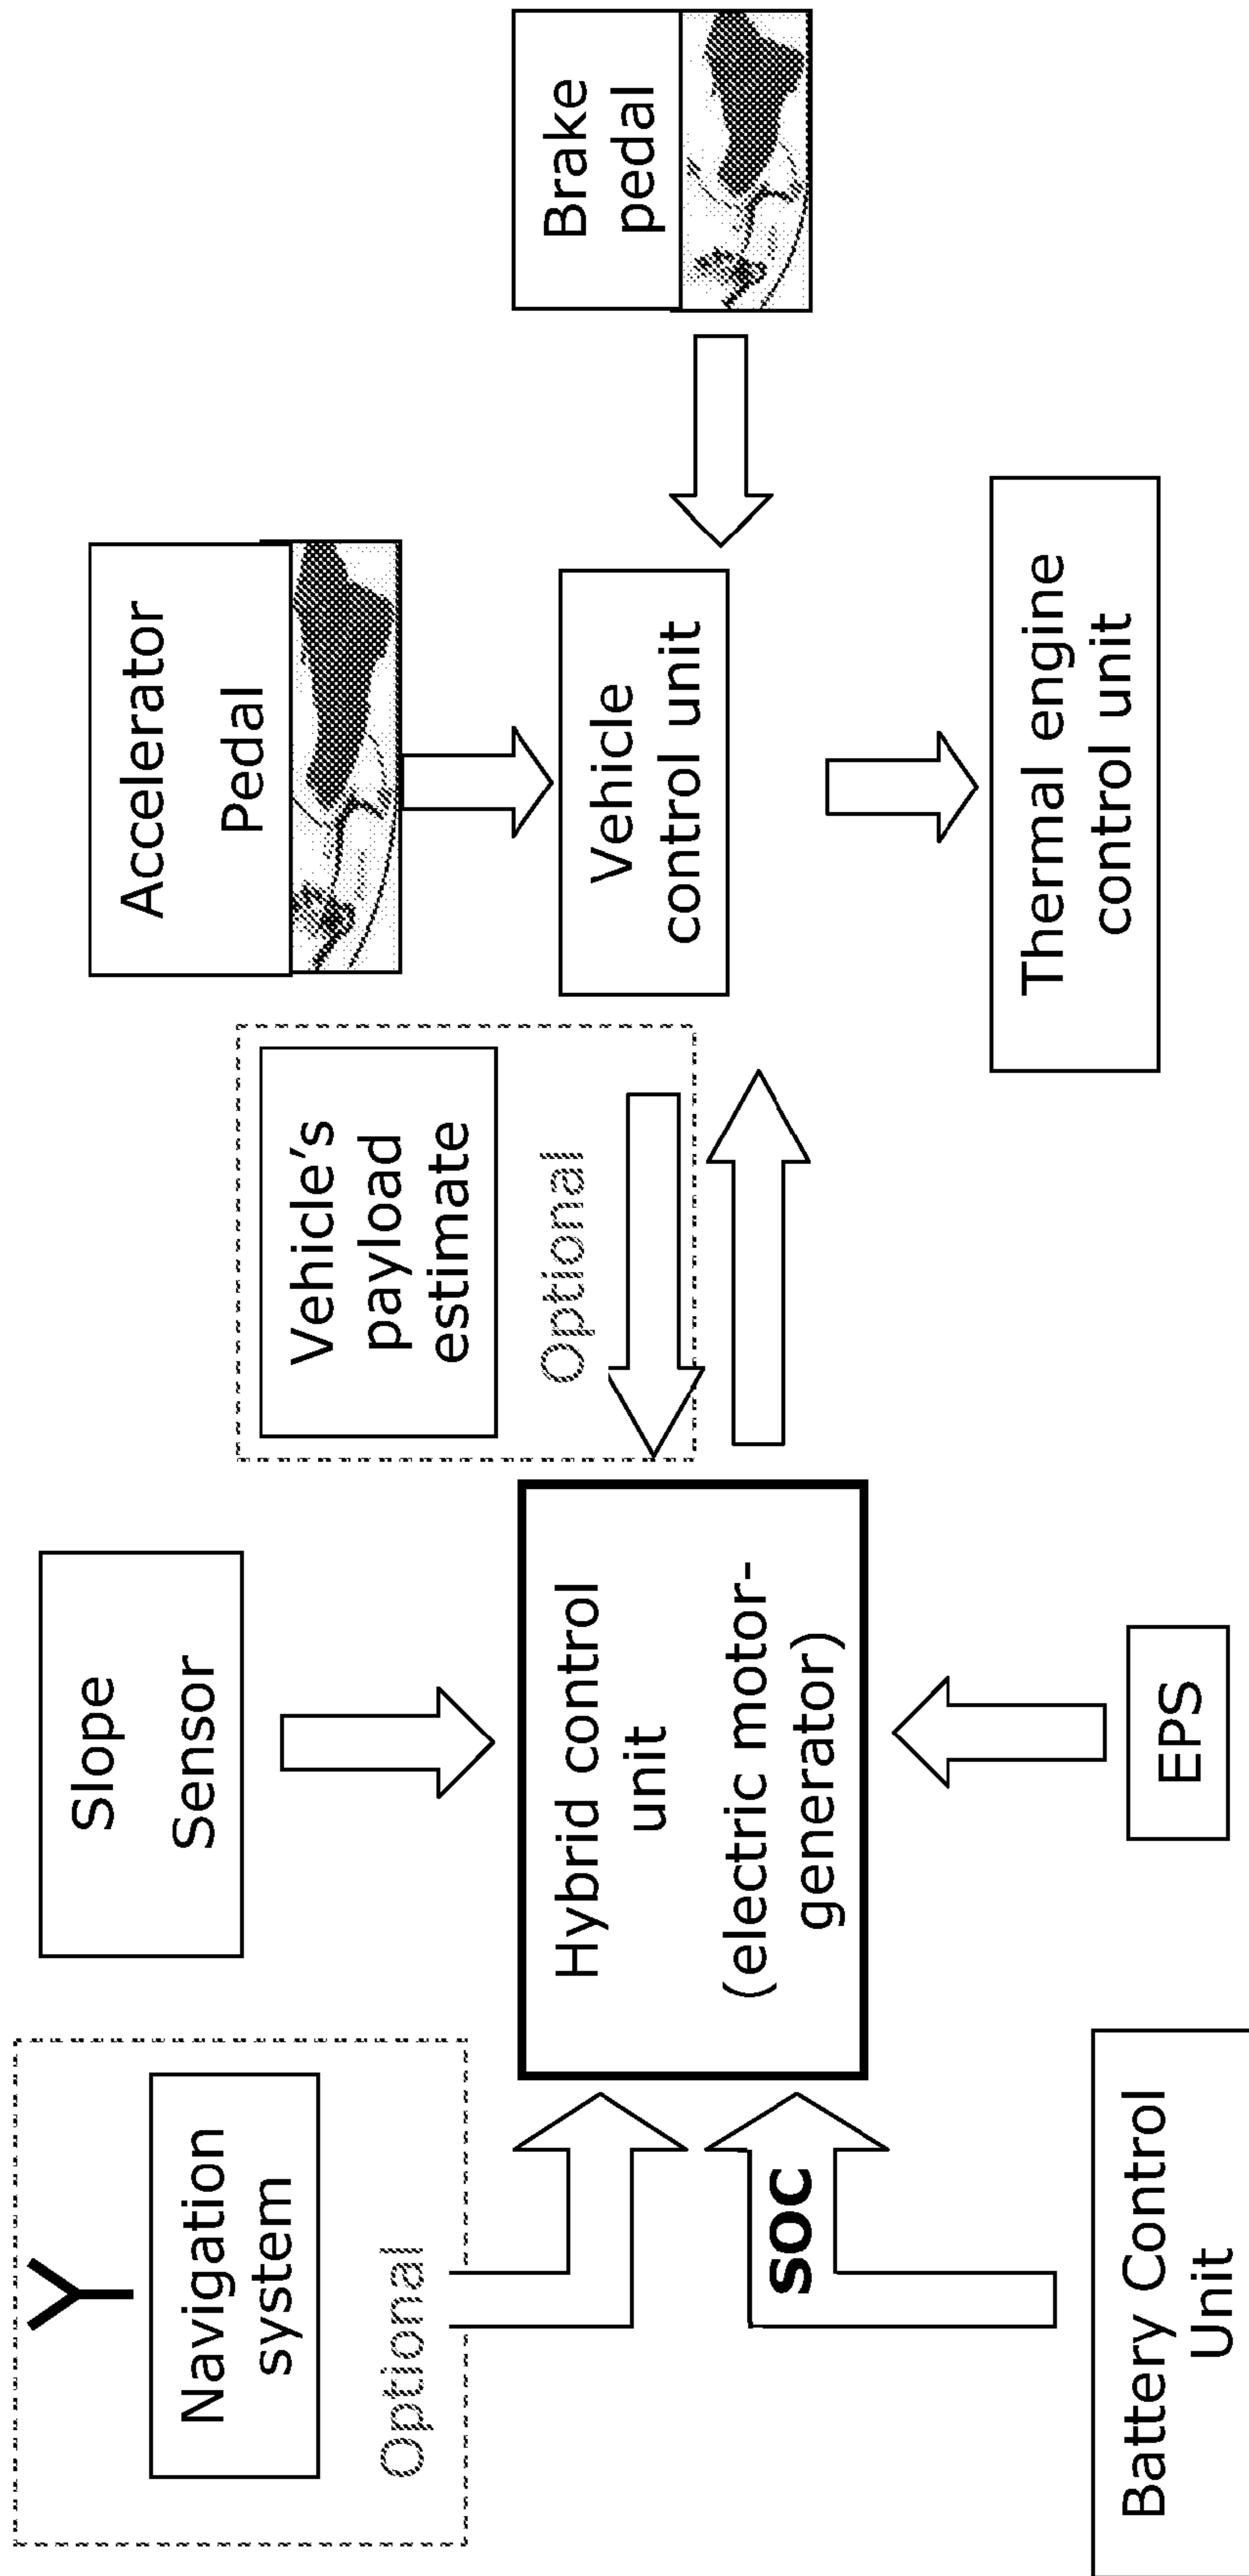 Navigation
system
Optional
Slope
Sensor
Vehicle's
payload
estimate
Optional
Accelerator
Pedal
Brake
pedal
SOC
Hybrid control
unit
(electric motor-
generator)
Vehicle
control unit
Battery Control
Unit
EPS
Thermal engine
control unit